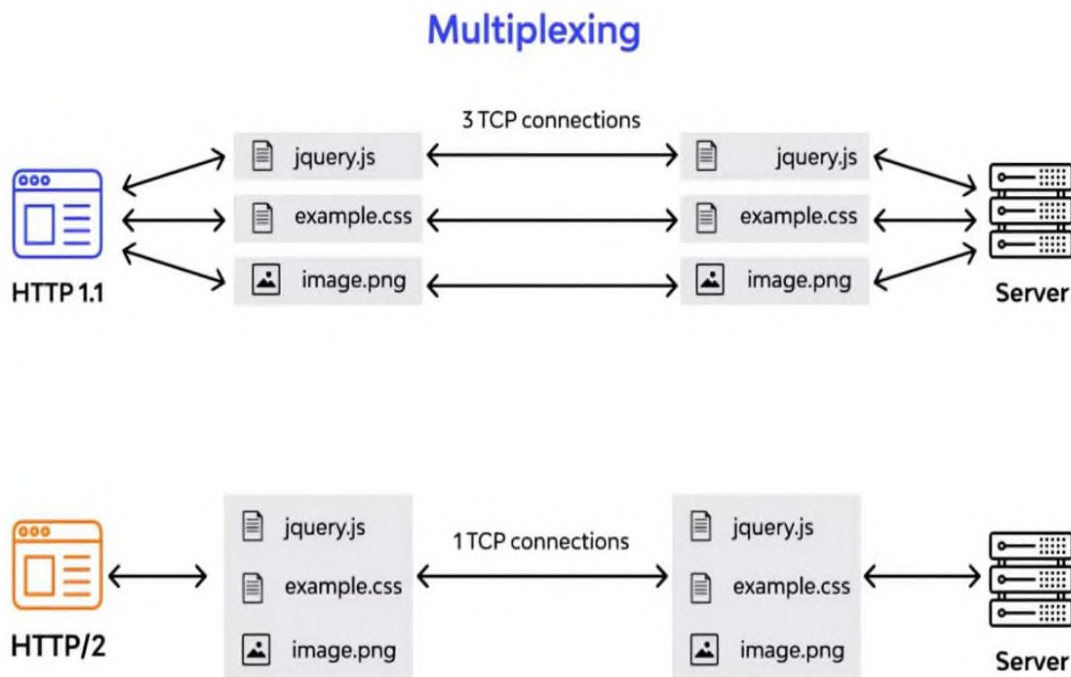 Multiplexing
3 TCP connections
jquery.js
jquery.js
example.css
example.css
image.png
image.png
HTTP 1.1
Server
jquery.js
1 TCP connections
jquery.js
example.css
example.css
HTTP/2
image.png
image.png
Server